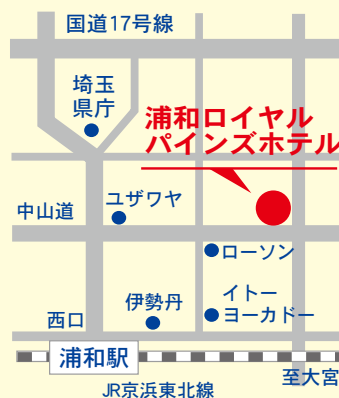 国道17号線
埼玉
県庁
浦和ロイヤル
パインズホテル
ユザワヤ
中山道
ローソン
イトー
ヨーカドー
伊勢丹
西口
浦和駅
至大宮
JR京浜東北線